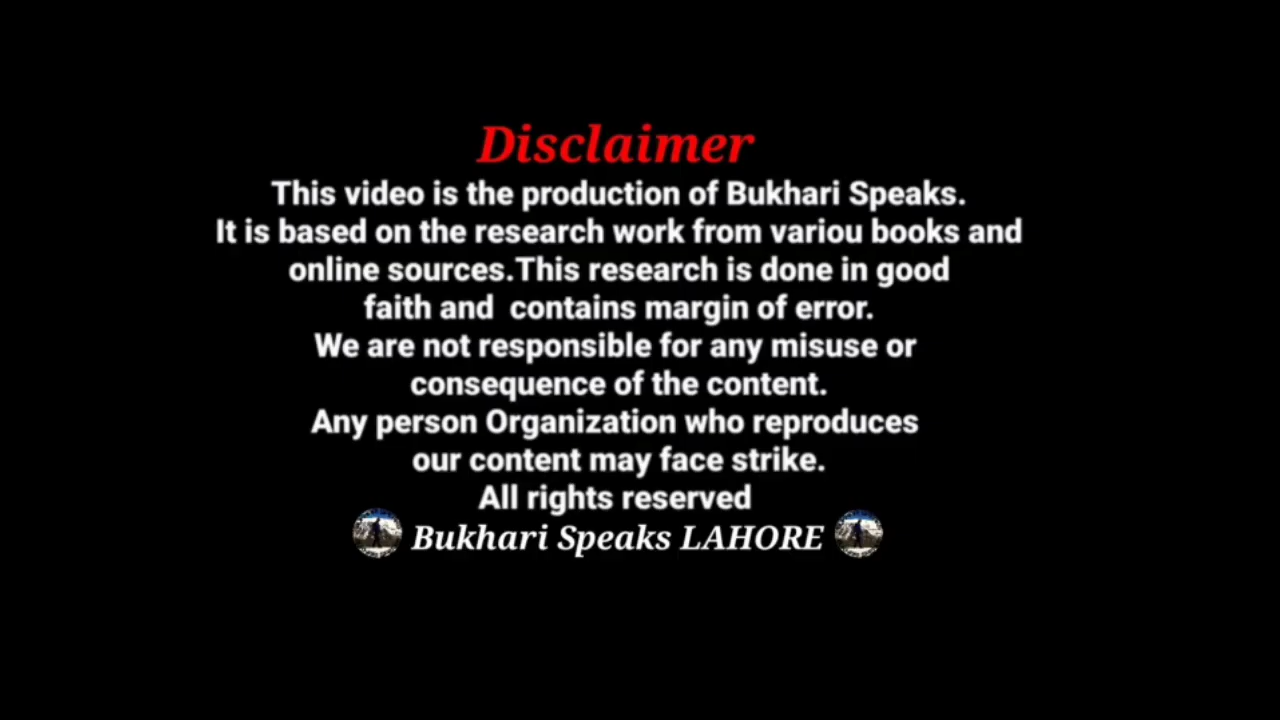 Disclaimer
This video is the production of Bukhari Speaks.
It is based on the research work from variou books and
online sources.This research is done in good
faith and  contains margin of error.
We are not responsible for any misuse or
consequence of the content.
Any person Organization who reproduces
our content may face strike.
All rights reserved
Bukhari Speaks LAHORE